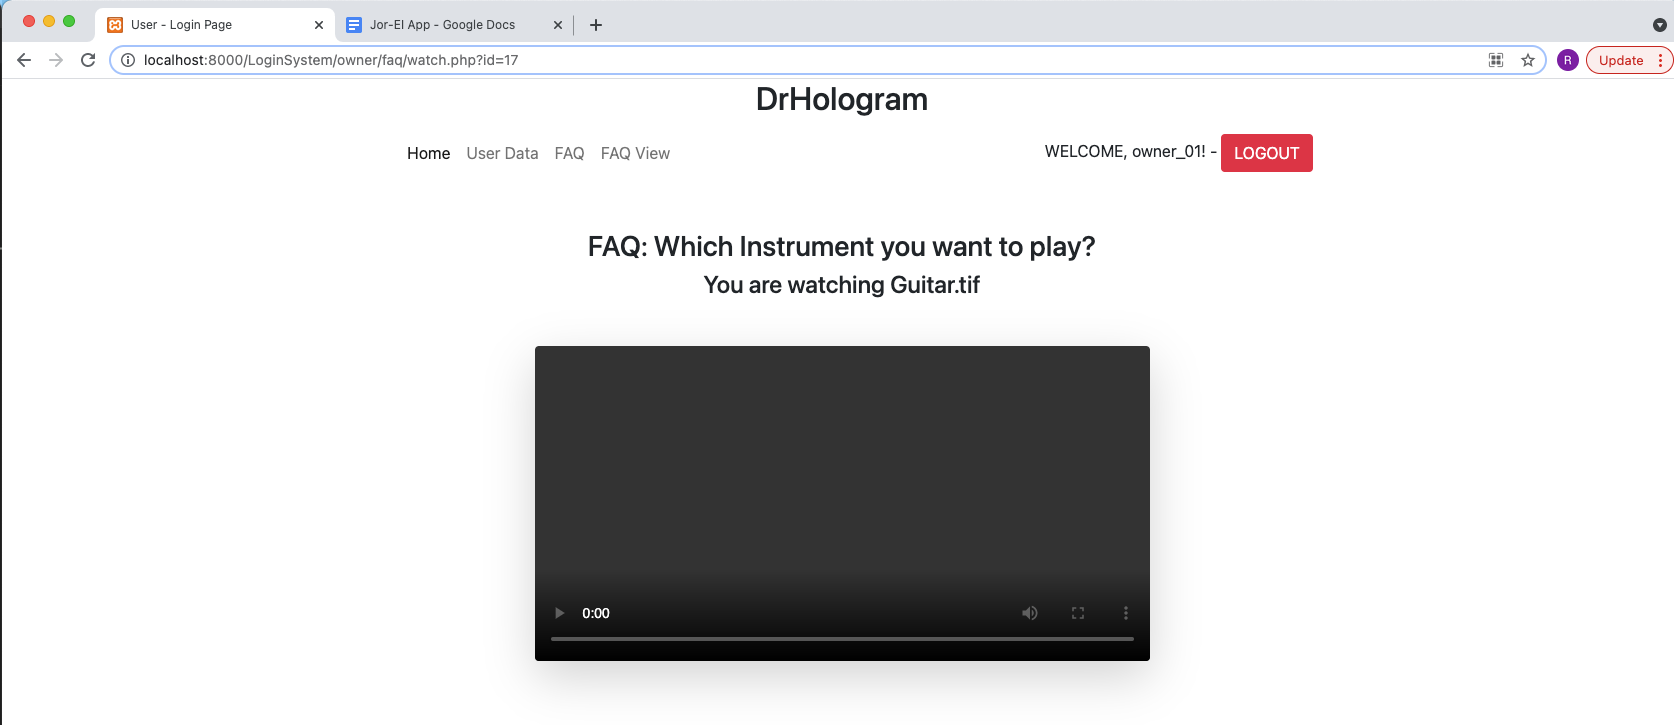 User - Login Page
Jor-El App - Google Docs
localhost:8000/LoginSystem/owner/faq/watch.php?id=17
R
Update
DrHologram
Home User Data FAQ FAQ View
WELCOME, owner_01! - LOGOUT
FAQ: Which Instrument you want to play?
You are watching Guitar.tif
0:00